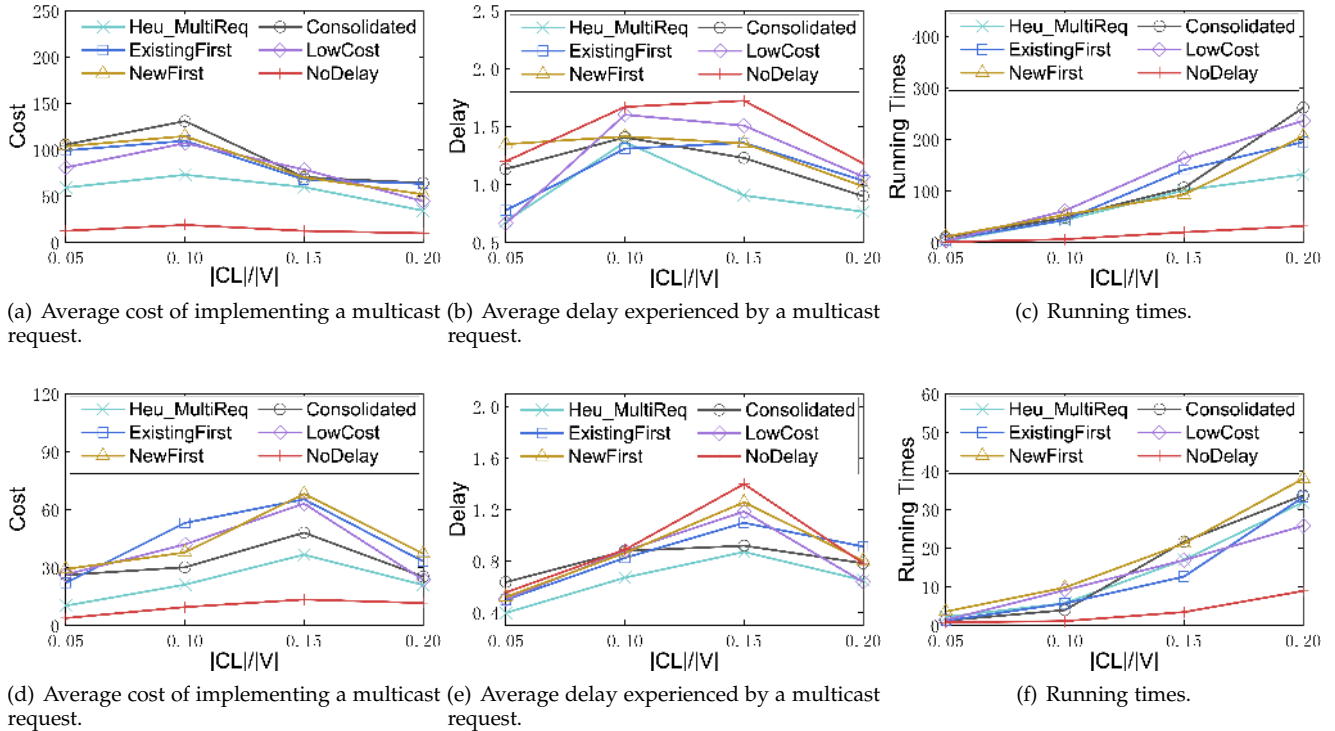 250
200
150
100
50
0
Cost
Heu_MultiReq
ExistingFirst
NewFirst
Consolidated
LowCost
NoDelay
0.05
0.10
0.15
0.20
|CL|/|V|
2.5
2.0
1.5
1.0
0.5
Delay
Heu_MultiReq
ExistingFirst
NewFirst
Consolidated
LowCost
NoDelay
0.05
0.10
0.15
0.20
|CL|/|V|
400
300
200
100
0
Running Times
Heu_MultiReq
ExistingFirst
NewFirst
Consolidated
LowCost
NoDelay
0.05
0.10
0.15
0.20
|CL|/|V|
(a) Average cost of implementing a multicast
request.
(b) Average delay experienced by a multicast
request.
(c) Running times.
120
90
60
30
0
Cost
Heu_MultiReq
ExistingFirst
NewFirst
Consolidated
LowCost
NoDelay
0.05
0.10
0.15
0.20
|CL|/|V|
2.0
1.6
1.2
0.8
0.4
Delay
Heu_MultiReq
ExistingFirst
NewFirst
Consolidated
LowCost
NoDelay
0.05
0.10
0.15
0.20
|CL|/|V|
60
50
40
30
20
10
0
Running Times
Heu_MultiReq
ExistingFirst
NewFirst
Consolidated
LowCost
NoDelay
0.05
0.10
0.15
0.20
|CL|/|V|
(d) Average cost of implementing a multicast
request.
(e) Average delay experienced by a multicast
request.
(f) Running times.